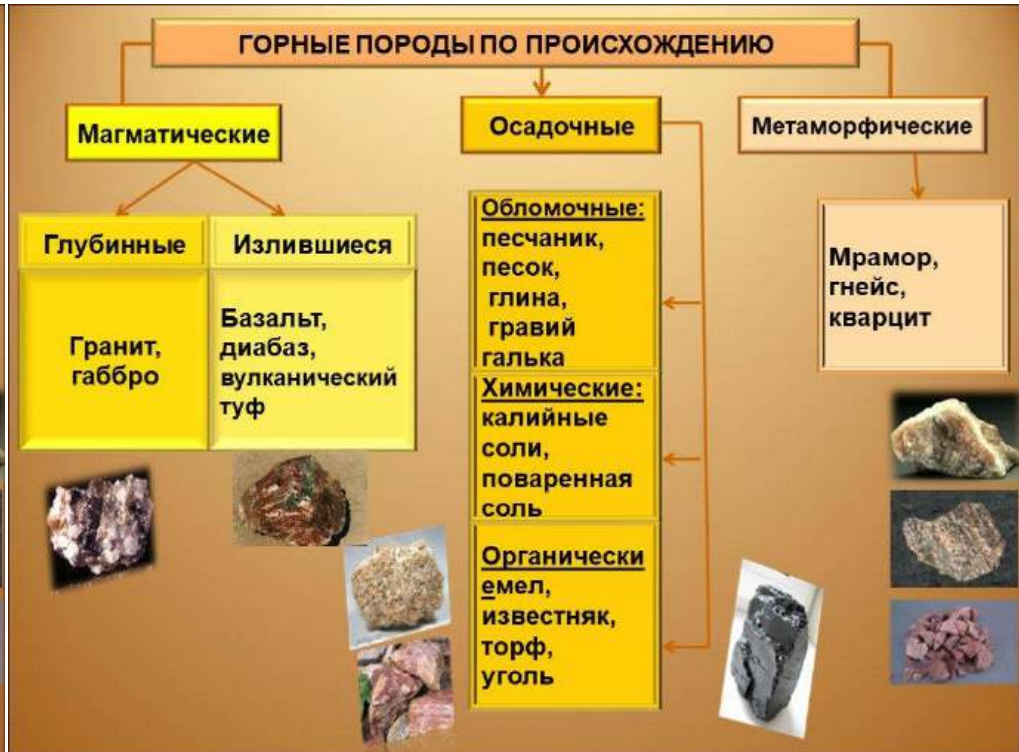 ГОРНЫЕ ПОРОДЫ ПО ПРОИСХОЖДЕНИЮ
Магматические
Осадочные
Метаморфические
Глубинные
Излившиеся
Гранит,
габбро
Базальт,
диабаз,
вулканический
туф
Обломочные:
песчаник,
песок,
глина,
гравий
галька
Химические:
калийные
соли,
поваренная
соль
Органически
емел,
известняк,
торф,
уголь
Мрамор,
гнейс,
кварцит